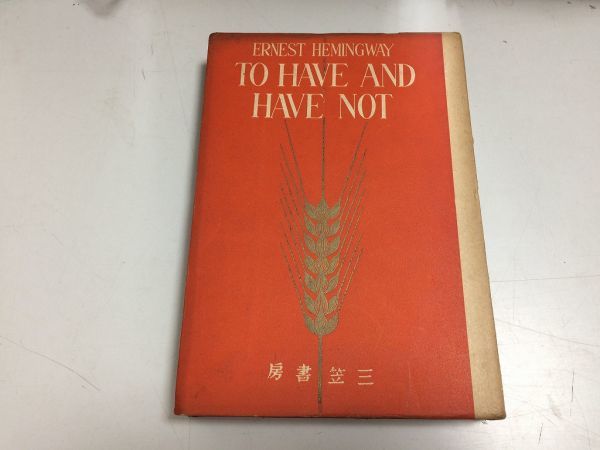 ERNEST HEMINGWAY
TO HAVE AND
HAVE NOT
三笠書房